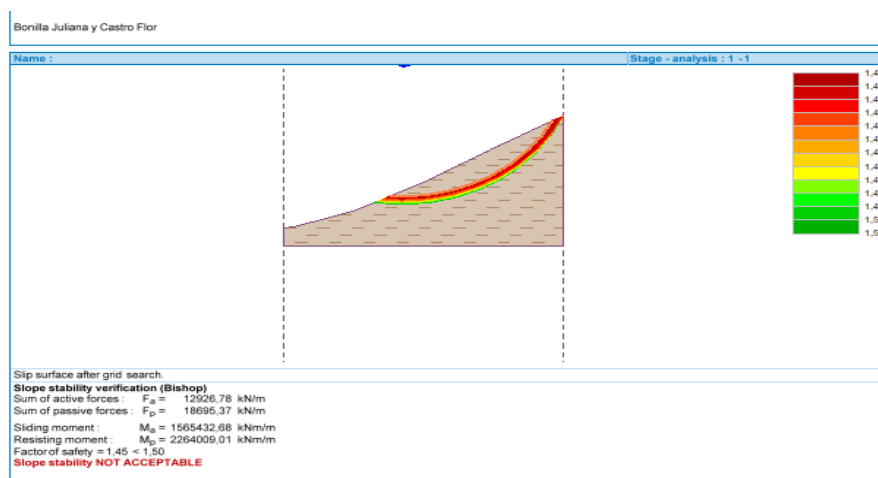 Bonilla Juliana y Castro Flor
Name : Stage - analysis : 1 -1
1,4
1,4
1,4
1,4
1,4
1,4
1,4
1,4
1,4
1,4
1,4
1,5
1,5
Slip surface after grid search.
Slope stability verification (Bishop)
Sum of active forces : Fa = 12926,78 kN/m
Sum of passive forces : Fp = 18695,37 kN/m
Sliding moment : Ma = 1565432,68 kNm/m
Resisting moment : Mp = 2264009,01 kNm/m
Factor of safety = 1,45 < 1,50
Slope stability NOT ACCEPTABLE